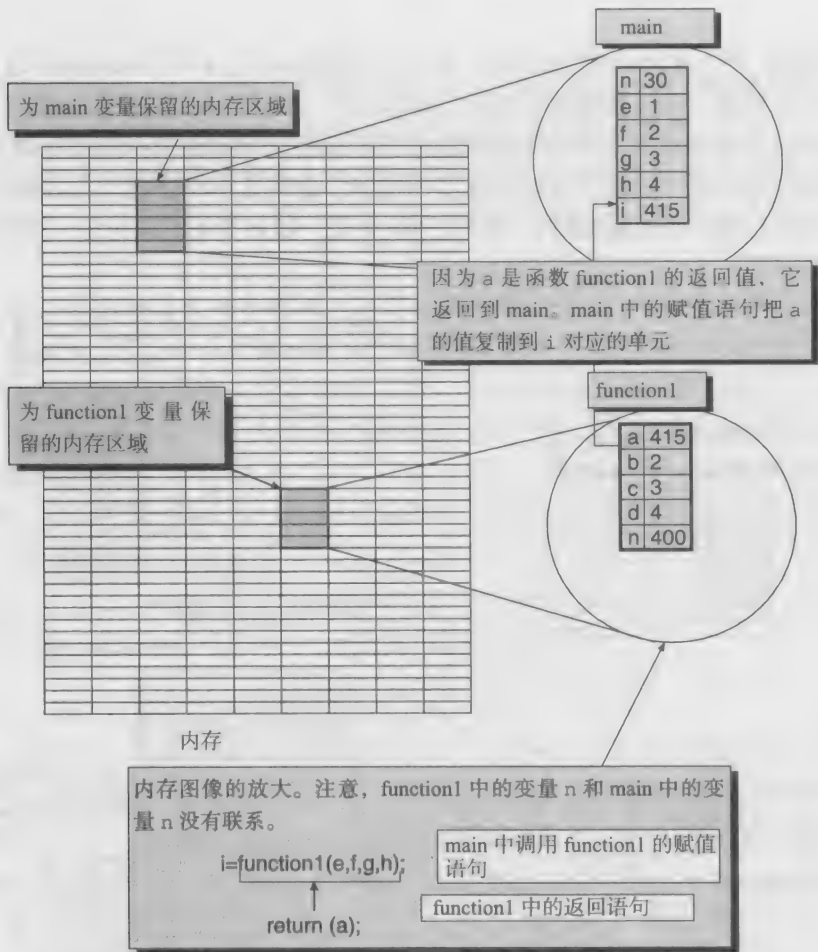 main
n 30
e 1
f 2
g 3
h 4
i 415
为 main 变量保留的内存区域
因为 a 是函数 function1 的返回值，它
返回到 main。main 中的赋值语句把 a
的值复制到 i 对应的单元
function1
a 415
b 2
c 3
d 4
n 400
为 function1 变量保
留的内存区域
内存
内存图像的放大。注意，function1 中的变量 n 和 main 中的变
量 n 没有联系。
i=function1(e,f,g,h);
main 中调用 function1 的赋值
语句
return (a);
function1 中的返回语句